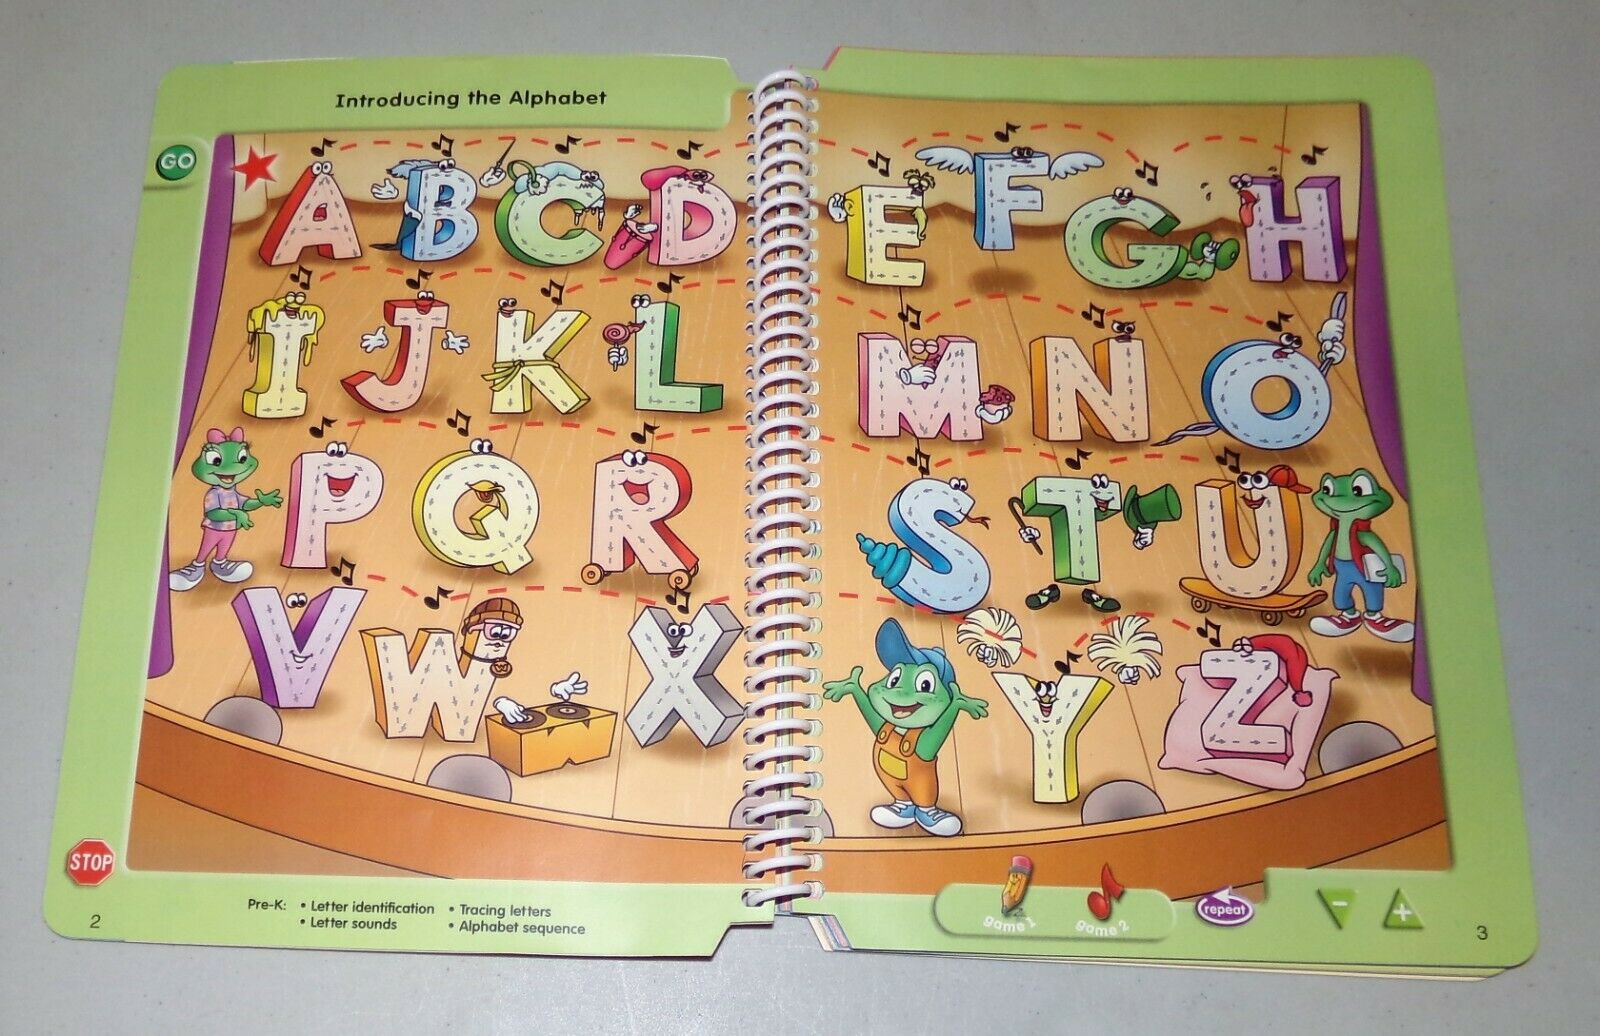 Introducing the Alphabet
GO
A B C D E F G H
I J K L M N O
P Q R S T U
V W X Y Z
W
STOP
Pre-K: • Letter identification • Tracing letters
• Letter sounds • Alphabet sequence
game 1 game 2 repeat - +
2
3